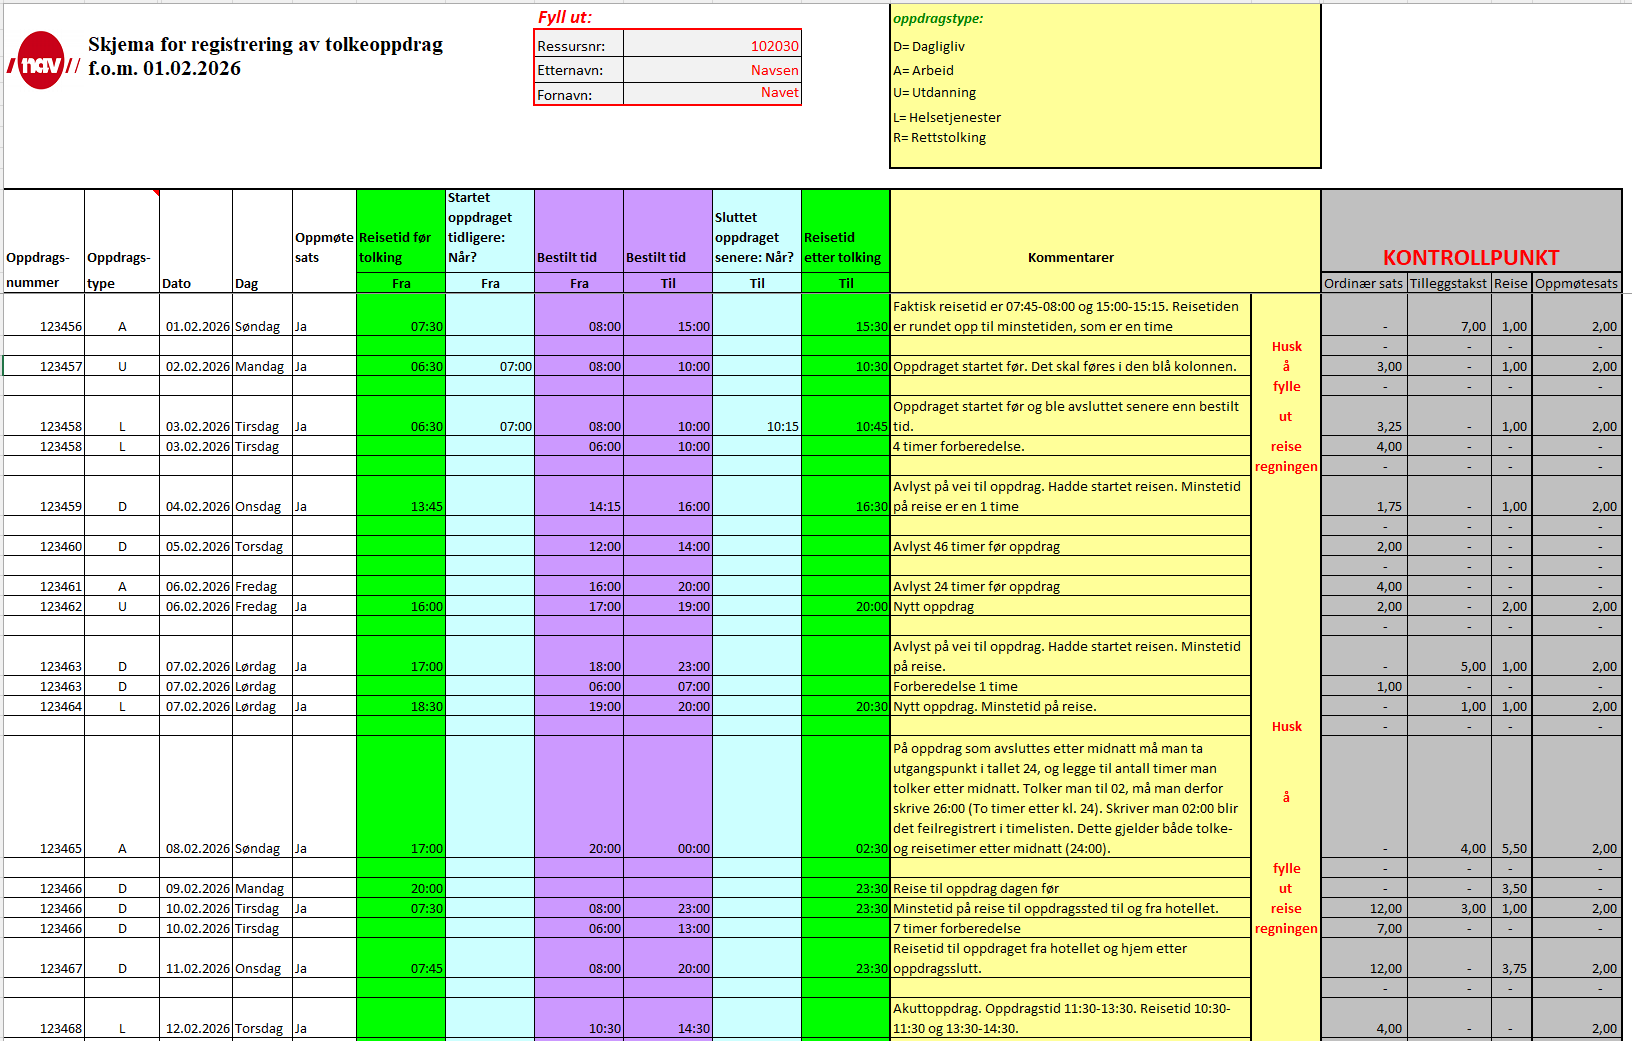 Fyll ut:
oppdragstype:
nav
Skjema for registrering av tolkeoppdrag
f.o.m. 01.02.2026
Ressursnr: 102030
Etternavn: Navsen
Fornavn: Navet
D= Dagligliv
A= Arbeid
U= Utdanning
L= Helsetjenester
R= Rettstolking
Oppdrags-
nummer
Oppdrags-
type
Dato
Dag
Oppmøte
sats
Reisetid før
tolking
Fra
Startet
oppdraget
tidligere:
Når?
Fra
Bestilt tid
Fra
Bestilt tid
Til
Sluttet
oppdraget
senere: Når?
Til
Reisetid
etter tolking
Til
Kommentarer
KONTROLLPUNKT
Ordinær sats Tilleggstakst Reise Oppmøtesats
Faktisk reisetid er 07:45-08:00 og 15:00-15:15. Reisetiden
123456 A 01.02.2026 Søndag Ja 07:30 08:00 15:00 15:30 er rundet opp til minstetiden, som er en time - 7,00 1,00 2,00
Husk - - - -
123457 U 02.02.2026 Mandag Ja 06:30 07:00 08:00 10:00 10:30 Oppdraget startet før. Det skal føres i den blå kolonnen. å 3,00 - 1,00 2,00
fylle - - - -
Oppdraget startet før og ble avsluttet senere enn bestilt
ut
123458 L 03.02.2026 Tirsdag Ja 06:30 07:00 08:00 10:00 10:15 10:45 tid. 3,25 - 1,00 2,00
123458 L 03.02.2026 Tirsdag 06:00 10:00 4 timer forberedelse. reise 4,00 - - -
regningen - - - -
Avlyst på vei til oppdrag. Hadde startet reisen. Minstetid
123459 D 04.02.2026 Onsdag Ja 13:45 14:15 16:00 16:30 på reise er en 1 time 1,75 - 1,00 2,00
- - - -
123460 D 05.02.2026 Torsdag 12:00 14:00 Avlyst 46 timer før oppdrag 2,00 - - -
- - - -
123461 A 06.02.2026 Fredag 16:00 20:00 Avlyst 24 timer før oppdrag 4,00 - - -
123462 U 06.02.2026 Fredag Ja 16:00 17:00 19:00 20:00 Nytt oppdrag 2,00 - 2,00 2,00
- - - -
Avlyst på vei til oppdrag. Hadde startet reisen. Minstetid
123463 D 07.02.2026 Lørdag Ja 17:00 18:00 23:00 på reise. - 5,00 1,00 2,00
123463 D 07.02.2026 Lørdag 06:00 07:00 Forberedelse 1 time 1,00 - - -
123464 L 07.02.2026 Lørdag Ja 18:30 19:00 20:00 20:30 Nytt oppdrag. Minstetid på reise. - 1,00 1,00 2,00
Husk - - - -
På oppdrag som avsluttes etter midnatt må man ta
utgangspunkt i tallet 24, og legge til antall timer man
tolker etter midnatt. Tolker man til 02, må man derfor
å
skrive 26:00 (To timer etter kl. 24). Skriver man 02:00 blir
det feilregistrert i timelisten. Dette gjelder både tolke-
123465 A 08.02.2026 Søndag Ja 17:00 20:00 00:00 02:30 og reisetimer etter midnatt (24:00). - 4,00 5,50 2,00
fylle - - - -
123466 D 09.02.2026 Mandag 20:00 23:30 Reise til oppdrag dagen før ut - - 3,50 -
123466 D 10.02.2026 Tirsdag Ja 07:30 08:00 23:00 23:30 Minstetid på reise til oppdragssted til og fra hotellet. reise 12,00 3,00 1,00 2,00
123466 D 10.02.2026 Tirsdag 06:00 13:00 7 timer forberedelse regningen 7,00 - - -
Reisetid til oppdraget fra hotellet og hjem etter
123467 D 11.02.2026 Onsdag Ja 07:45 08:00 20:00 23:30 oppdragsslutt. 12,00 - 3,75 2,00
- - - -
Akuttoppdrag. Oppdragstid 11:30-13:30. Reisetid 10:30-
123468 L 12.02.2026 Torsdag Ja 10:30 14:30 11:30 og 13:30-14:30. 4,00 - - 2,00